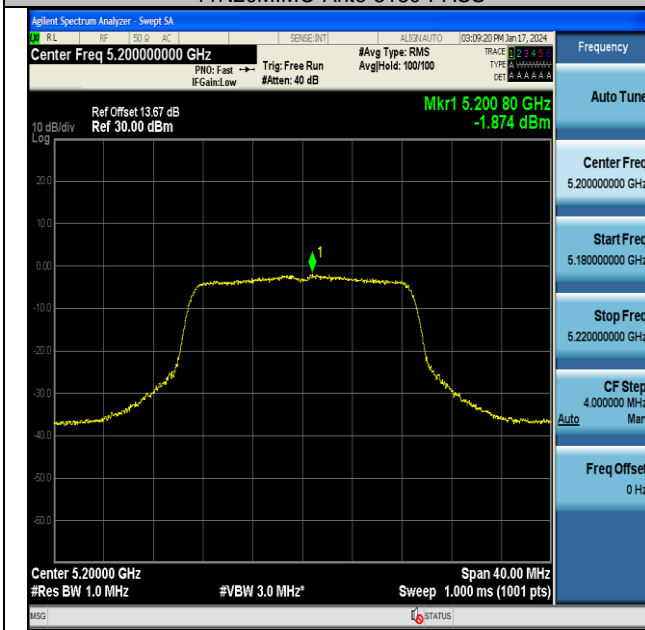 Agilent Spectrum Analyzer - Swept SA
RL RF 50 Ω AC SENSE:INT ALIGN AUTO 03:09:20 PM Jan 17, 2024
Center Freq 5.200000000 GHz #Avg Type: RMS TRACE 1 2 3 4 5 6
PNO: Fast Trig: Free Run Avg|Hold: 100/100 TYPE A
IFGain:Low #Atten: 40 dB DET A A A A A A
Frequency
Auto Tune
Mkr1 5.200 80 GHz
-1.874 dBm
Ref Offset 13.67 dB
10 dB/div Ref 30.00 dBm
Log
20.0
10.0
0.00
-10.0
-20.0
-30.0
-40.0
-50.0
-60.0
1
Center Freq
5.200000000 GHz
Start Freq
5.180000000 GHz
Stop Freq
5.220000000 GHz
CF Step
4.000000 MHz
Auto Man
Freq Offset
0 Hz
Center 5.20000 GHz Span 40.00 MHz
#Res BW 1.0 MHz #VBW 3.0 MHz* Sweep 1.000 ms (1001 pts)
MSG STATUS